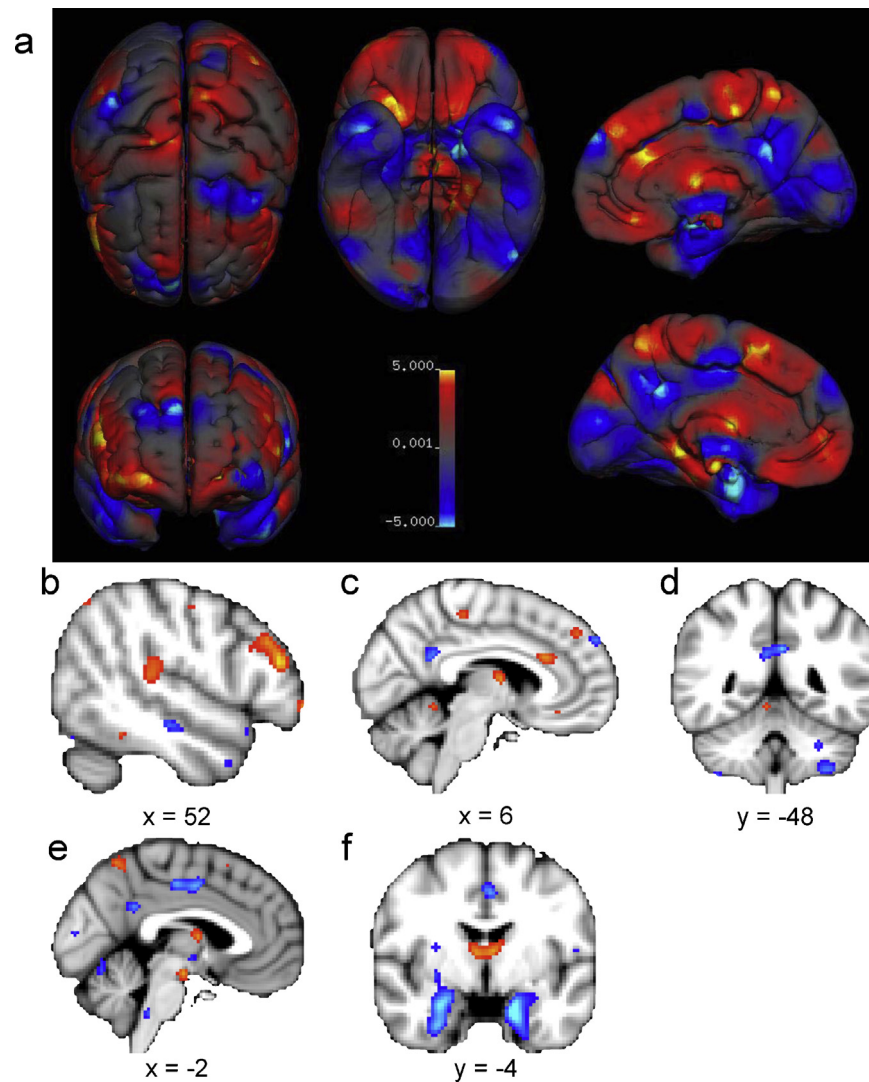 a
5.000
0.001
-5.000
b
c
d
x = 52
x = 6
y = -48
e
f
x = -2
y = -4